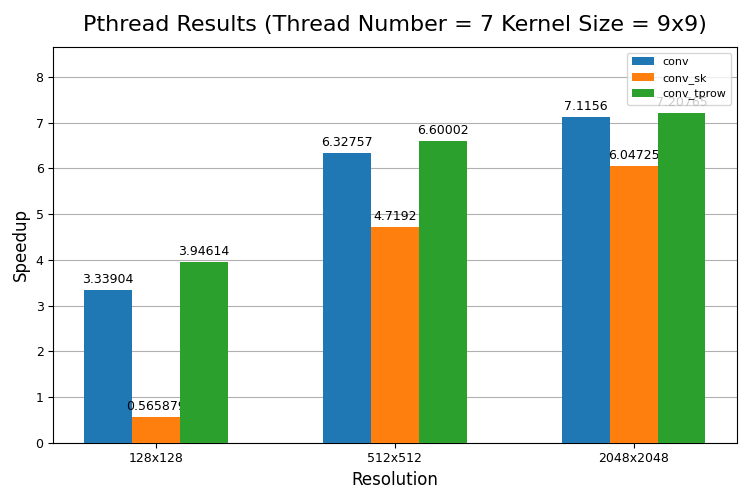 Pthread Results (Thread Number = 7 Kernel Size = 9x9)
conv
conv_sk
conv_tprow
8
7
6
5
4
3
2
1
0
Speedup
3.33904
0.565879
3.94614
6.32757
4.7192
6.60002
7.1156
6.04725
7.20765
128x128
512x512
2048x2048
Resolution